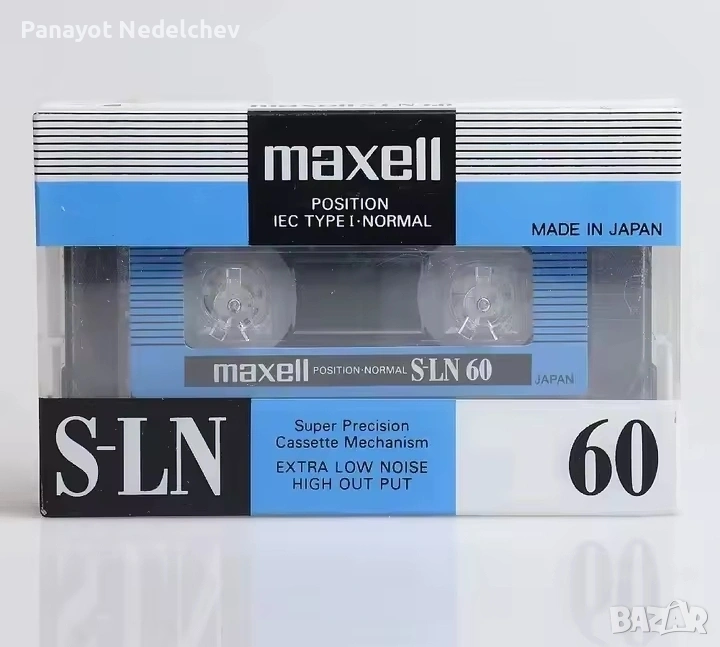 Panayot Nedelchev
maxell
POSITION
IEC TYPE I·NORMAL
MADE IN JAPAN
maxell POSITION·NORMAL S-LN 60
JAPAN
S-LN
Super Precision
Cassette Mechanism
EXTRA LOW NOISE
HIGH OUT PUT
60
BAZAR